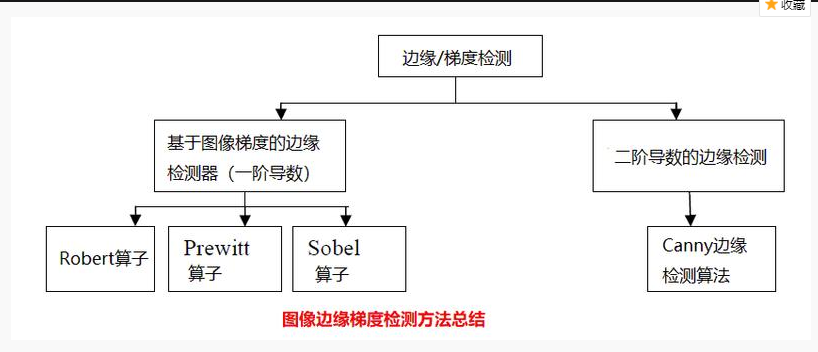 收藏
边缘/梯度检测
基于图像梯度的边缘
检测器（一阶导数）
二阶导数的边缘检测
Robert算子
Prewitt
算子
Sobel
算子
Canny边缘
检测算法
图像边缘梯度检测方法总结